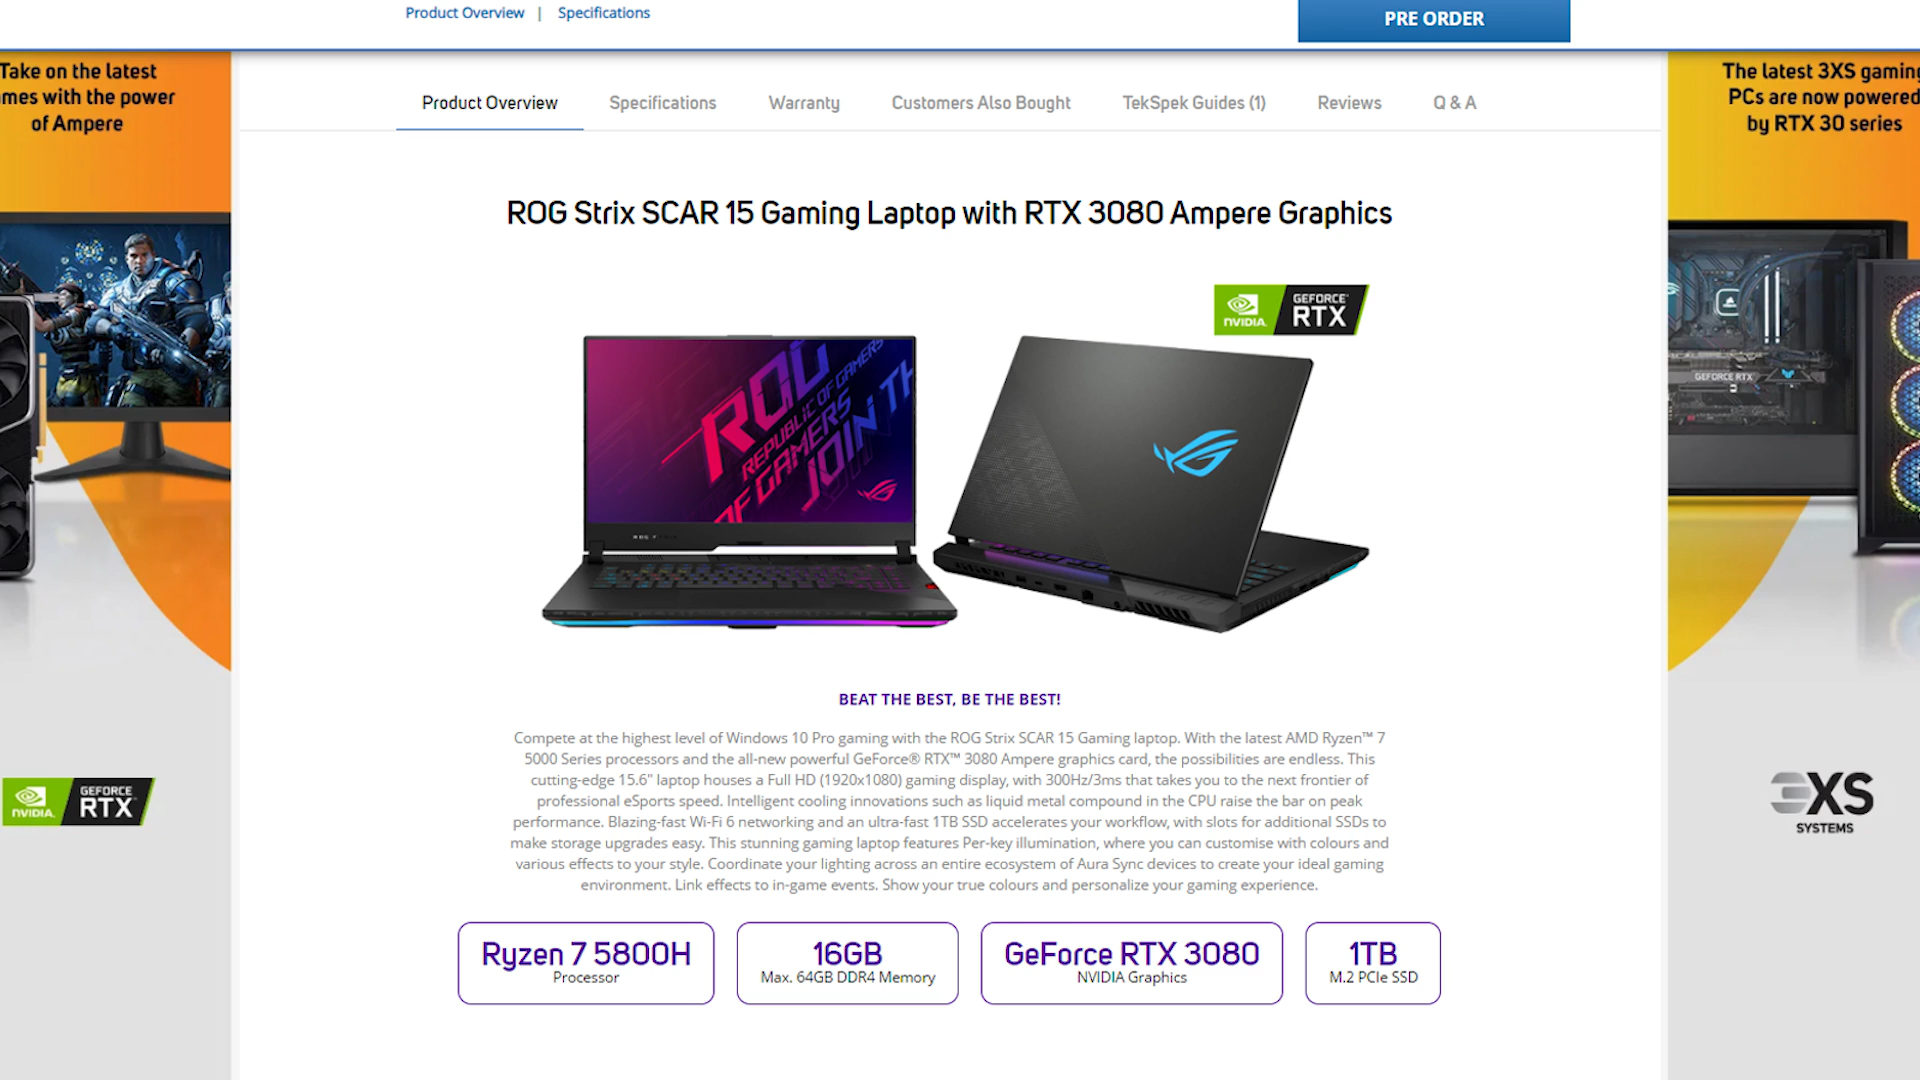 Product Overview | Specifications
PRE ORDER
Take on the latest
mes with the power
of Ampere
The latest 3XS gaming
PCs are now powered
by RTX 30 series
Product Overview Specifications Warranty Customers Also Bought TekSpek Guides (1) Reviews Q & A
ROG Strix SCAR 15 Gaming Laptop with RTX 3080 Ampere Graphics
NVIDIA. GEFORCE RTX
ROG
REPUBLIC OF GAMERS
OF GAMERS
JOIN TH
GEFORCE RTX
BEAT THE BEST, BE THE BEST!
Compete at the highest level of Windows 10 Pro gaming with the ROG Strix SCAR 15 Gaming laptop. With the latest AMD Ryzen™ 7
5000 Series processors and the all-new powerful GeForce® RTX™ 3080 Ampere graphics card, the possibilities are endless. This
cutting-edge 15.6" laptop houses a Full HD (1920x1080) gaming display, with 300Hz/3ms that takes you to the next frontier of
professional eSports speed. Intelligent cooling innovations such as liquid metal compound in the CPU raise the bar on peak
performance. Blazing-fast Wi-Fi 6 networking and an ultra-fast 1TB SSD accelerates your workflow, with slots for additional SSDs to
make storage upgrades easy. This stunning gaming laptop features Per-key illumination, where you can customise with colours and
various effects to your style. Coordinate your lighting across an entire ecosystem of Aura Sync devices to create your ideal gaming
environment. Link effects to in-game events. Show your true colours and personalize your gaming experience.
NVIDIA. GEFORCE RTX
3XS
SYSTEMS
Ryzen 7 5800H
Processor
16GB
Max. 64GB DDR4 Memory
GeForce RTX 3080
NVIDIA Graphics
1TB
M.2 PCIe SSD